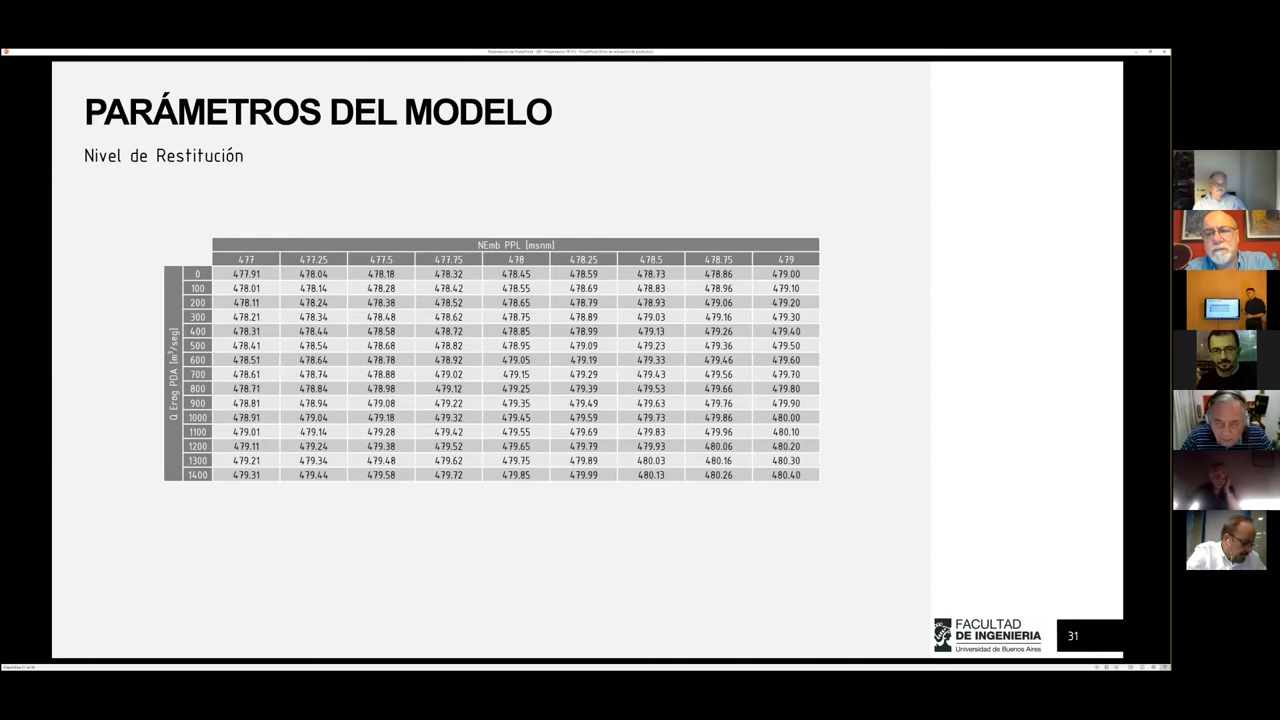 Presentación de PowerPoint
PARÁMETROS DEL MODELO
Nivel de Restitución
NEmb PPL [msnm]
477 477.25 477.5 477.75 478 478.25 478.5 478.75 479
Q Erog PDA [m³/seg]
0 477.91 478.04 478.18 478.32 478.45 478.59 478.73 478.86 479.00
100 478.01 478.14 478.28 478.42 478.55 478.69 478.83 478.96 479.10
200 478.11 478.24 478.38 478.52 478.65 478.79 478.93 479.06 479.20
300 478.21 478.34 478.48 478.62 478.75 478.89 479.03 479.16 479.30
400 478.31 478.44 478.58 478.72 478.85 478.99 479.13 479.26 479.40
500 478.41 478.54 478.68 478.82 478.95 479.09 479.23 479.36 479.50
600 478.51 478.64 478.78 478.92 479.05 479.19 479.33 479.46 479.60
700 478.61 478.74 478.88 479.02 479.15 479.29 479.43 479.56 479.70
800 478.71 478.84 478.98 479.12 479.25 479.39 479.53 479.66 479.80
900 478.81 478.94 479.08 479.22 479.35 479.49 479.63 479.76 479.90
1000 478.91 479.04 479.18 479.32 479.45 479.59 479.73 479.86 480.00
1100 479.01 479.14 479.28 479.42 479.55 479.69 479.83 479.96 480.10
1200 479.11 479.24 479.38 479.52 479.65 479.79 479.93 480.06 480.20
1300 479.21 479.34 479.48 479.62 479.75 479.89 480.03 480.16 480.30
1400 479.31 479.44 479.58 479.72 479.85 479.99 480.13 480.26 480.40
FACULTAD
DE INGENIERIA
Universidad de Buenos Aires
31